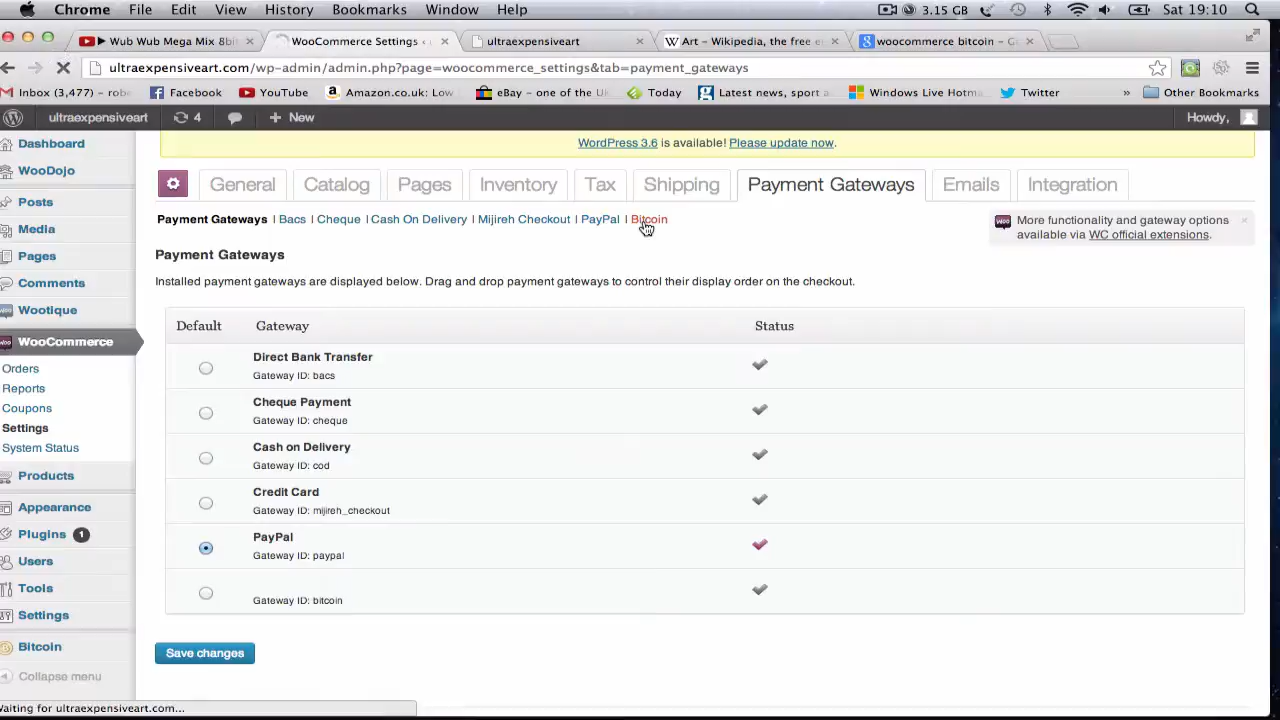 Chrome File Edit View History Bookmarks Window Help 3.15 GB Sat 19:10
Wub Wub Mega Mix 8bi × WooCommerce Settings ‹ × ultraexpensiveart × W Art – Wikipedia, the free e × woocommerce bitcoin – Go ×
ultraexpensiveart.com/wp-admin/admin.php?page=woocommerce_settings&tab=payment_gateways
Inbox (3,477) – robe Facebook YouTube Amazon.co.uk: Low eBay – one of the UK Today Latest news, sport a Windows Live Hotma Twitter » Other Bookmarks
ultraexpensiveart 4 + New Howdy,
WordPress 3.6 is available! Please update now.
Dashboard
WooDojo
Posts
Media
Pages
Comments
Wootique
WooCommerce
Orders
Reports
Coupons
Settings
System Status
Products
Appearance
Plugins 1
Users
Tools
Settings
Bitcoin
Collapse menu
General Catalog Pages Inventory Tax Shipping Payment Gateways Emails Integration
Payment Gateways | Bacs | Cheque | Cash On Delivery | Mijireh Checkout | PayPal | Bitcoin
More functionality and gateway options
available via WC official extensions.
Payment Gateways
Installed payment gateways are displayed below. Drag and drop payment gateways to control their display order on the checkout.
Default Gateway Status
Direct Bank Transfer
Gateway ID: bacs
Cheque Payment
Gateway ID: cheque
Cash on Delivery
Gateway ID: cod
Credit Card
Gateway ID: mijireh_checkout
PayPal
Gateway ID: paypal
Gateway ID: bitcoin
Save changes
Waiting for ultraexpensiveart.com...